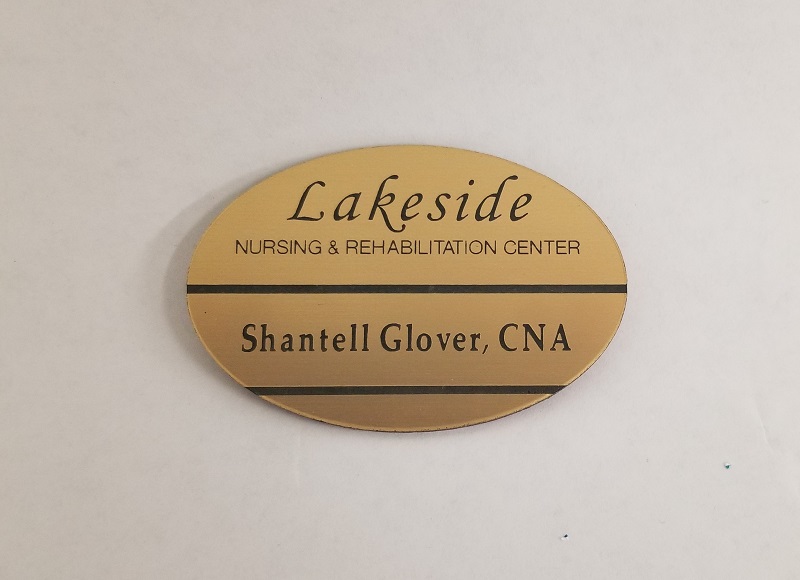 Lakeside
NURSING & REHABILITATION CENTER
Shantell Glover, CNA